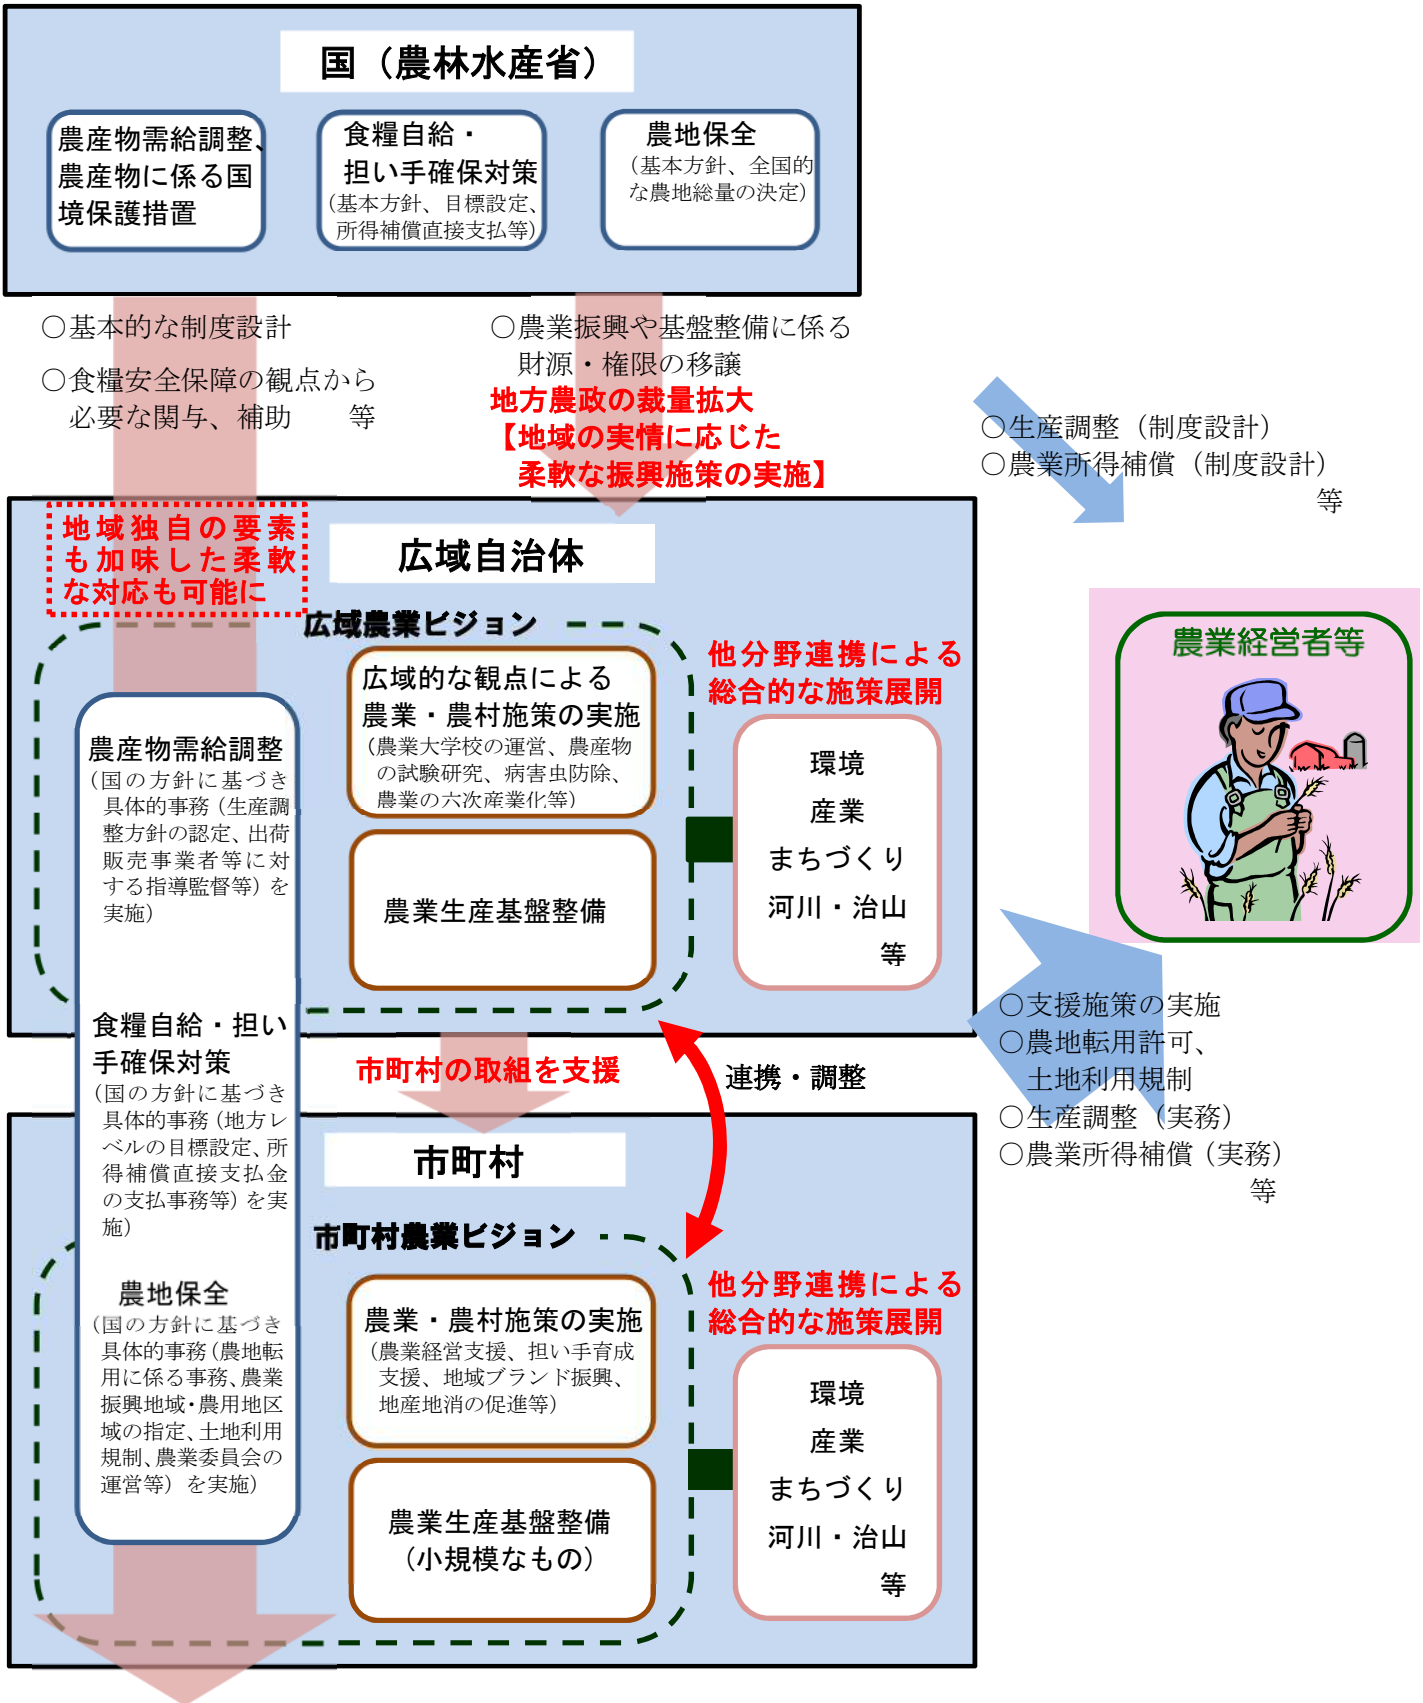 国（農林水産省）
農産物需給調整、
農産物に係る国
境保護措置
食糧自給・
担い手確保対策
（基本方針、目標設定、
所得補償直接支払等）
農地保全
（基本方針、全国的
な農地総量の決定）
○基本的な制度設計
○食糧安全保障の観点から
必要な関与、補助　　等
○農業振興や基盤整備に係る
財源・権限の移譲
地方農政の裁量拡大
【地域の実情に応じた
柔軟な振興施策の実施】
○生産調整（制度設計）
○農業所得補償（制度設計）
等
地域独自の要素
も加味した柔軟
な対応も可能に
広域自治体
広域農業ビジョン
広域的な観点による
農業・農村施策の実施
（農業大学校の運営、農産物
の試験研究、病害虫防除、
農業の六次産業化等）
農業生産基盤整備
他分野連携による
総合的な施策展開
環境
産業
まちづくり
河川・治山
等
農業経営者等
農産物需給調整
（国の方針に基づき
具体的事務（生産調
整方針の認定、出荷
販売事業者等に対
する指導監督等）を
実施）
食糧自給・担い
手確保対策
（国の方針に基づき
具体的事務（地方レ
ベルの目標設定、所
得補償直接支払金
の支払事務等）を実
施）
農地保全
（国の方針に基づき
具体的事務（農地転
用に係る事務、農業
振興地域・農用地区
域の指定、土地利用
規制、農業委員会の
運営等）を実施）
市町村の取組を支援
連携・調整
○支援施策の実施
○農地転用許可、
土地利用規制
○生産調整（実務）
○農業所得補償（実務）
等
市町村
市町村農業ビジョン
農業・農村施策の実施
（農業経営支援、担い手育成
支援、地域ブランド振興、
地産地消の促進等）
農業生産基盤整備
（小規模なもの）
他分野連携による
総合的な施策展開
環境
産業
まちづくり
河川・治山
等